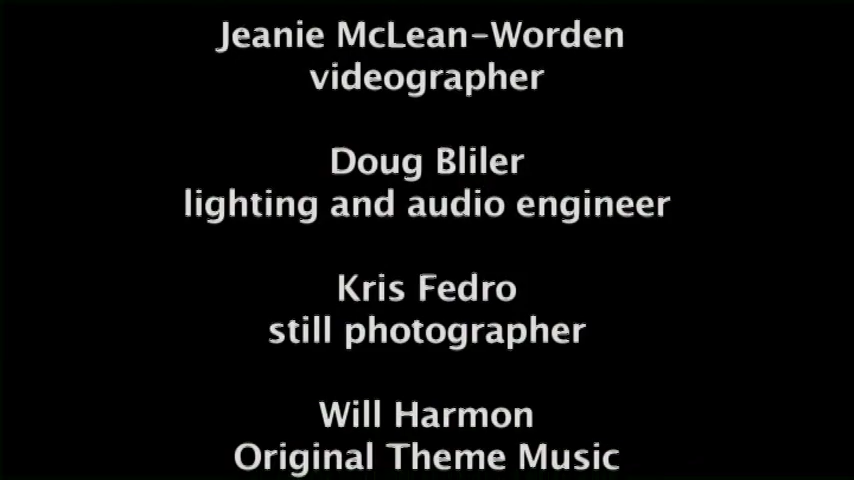 Jeanie McLean-Worden
videographer
Doug Bliler
lighting and audio engineer
Kris Fedro
still photographer
Will Harmon
Original Theme Music